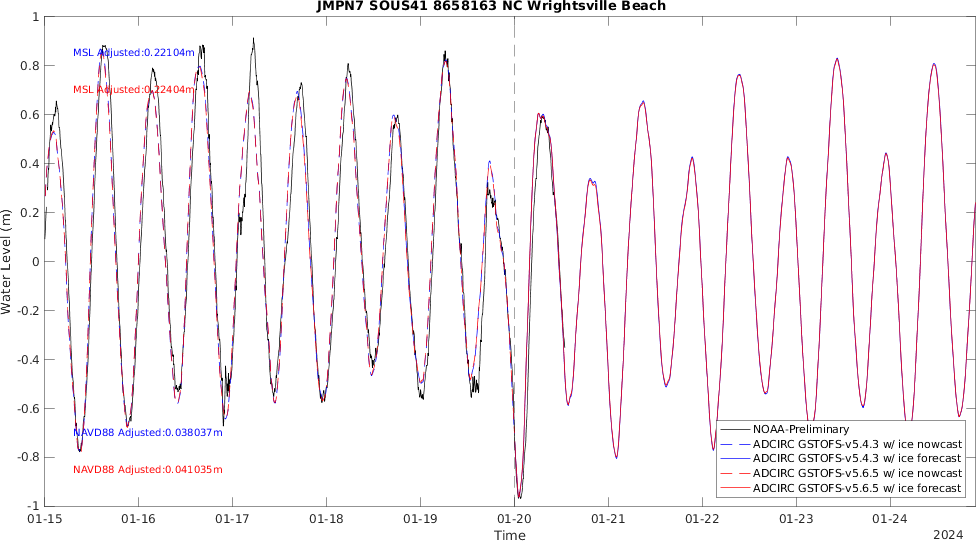 JMPN7 SOUS41 8658163 NC Wrightsville Beach
1
0.8
0.6
0.4
0.2
0
-0.2
-0.4
-0.6
-0.8
-1
Water Level (m)
MSL Adjusted:0.22104m
MSL Adjusted:0.22404m
NAVD88 Adjusted:0.038037m
NAVD88 Adjusted:0.041035m
NOAA-Preliminary
ADCIRC GSTOFS-v5.4.3 w/ ice nowcast
ADCIRC GSTOFS-v5.4.3 w/ ice forecast
ADCIRC GSTOFS-v5.6.5 w/ ice nowcast
ADCIRC GSTOFS-v5.6.5 w/ ice forecast
01-15 01-16 01-17 01-18 01-19 01-20 01-21 01-22 01-23 01-24
Time
2024